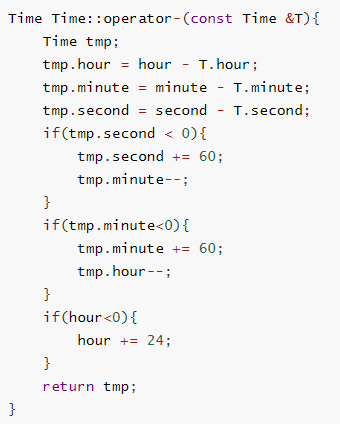 Time Time::operator-(const Time &T){
    Time tmp;
    tmp.hour = hour - T.hour;
    tmp.minute = minute - T.minute;
    tmp.second = second - T.second;
    if(tmp.second < 0){
        tmp.second += 60;
        tmp.minute--;
    }
    if(tmp.minute<0){
        tmp.minute += 60;
        tmp.hour--;
    }
    if(hour<0){
        hour += 24;
    }
    return tmp;
}